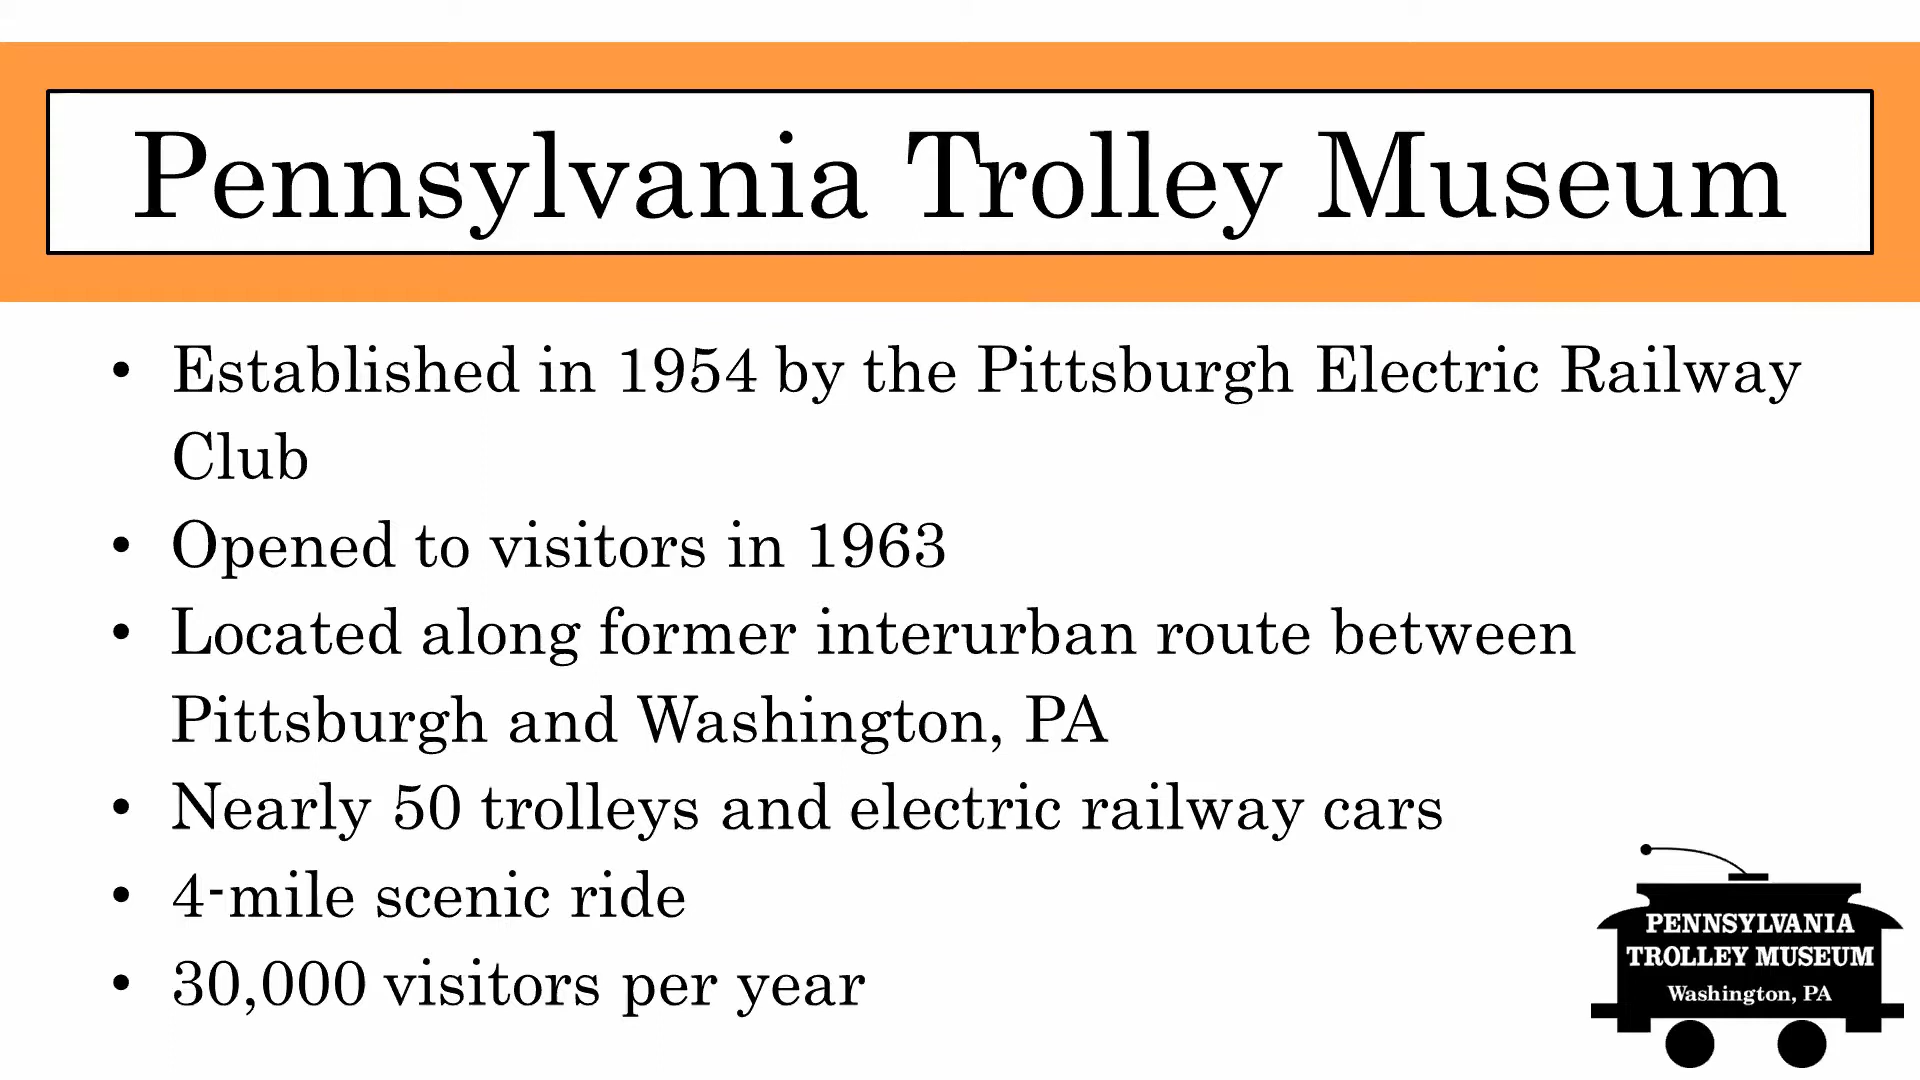 Pennsylvania Trolley Museum
• Established in 1954 by the Pittsburgh Electric Railway
Club
• Opened to visitors in 1963
• Located along former interurban route between
Pittsburgh and Washington, PA
• Nearly 50 trolleys and electric railway cars
• 4-mile scenic ride
• 30,000 visitors per year
PENNSYLVANIA
TROLLEY MUSEUM
Washington, PA